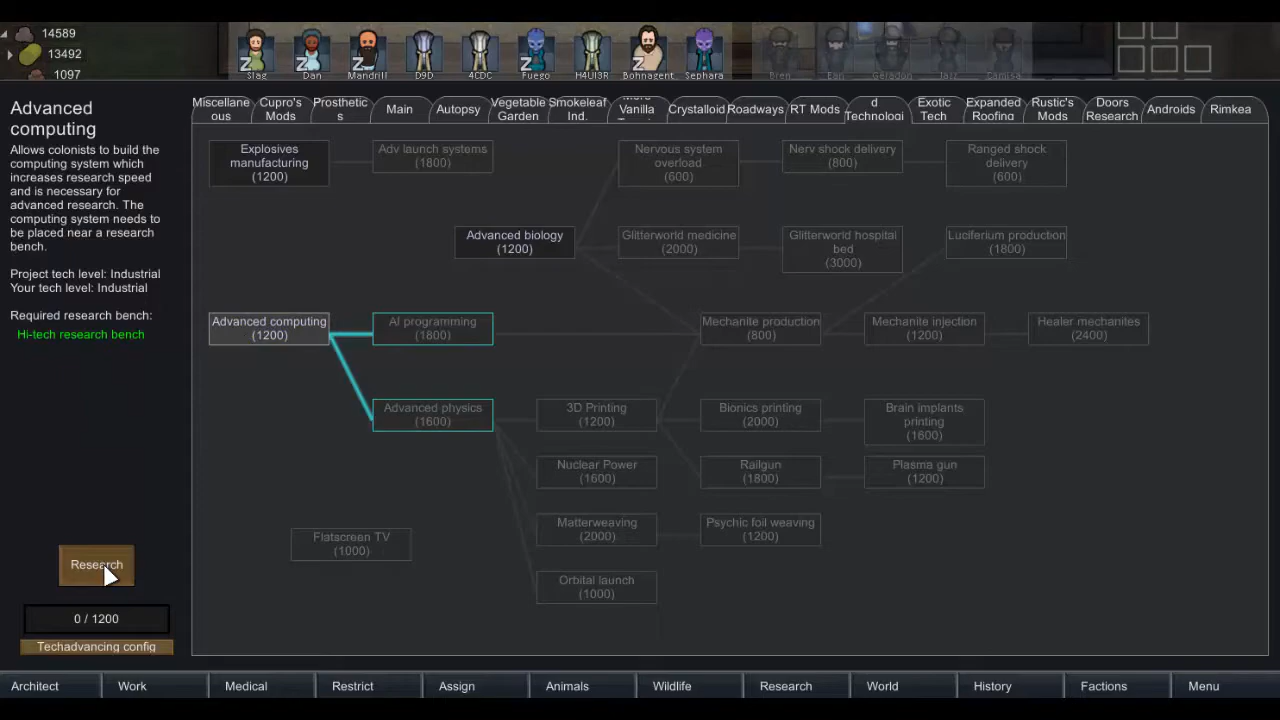 14589
13492
1097
Z Z Z Z Z Z
Slag Dan Mandrill D9D 4CDC Fuego H4UI3R Bohnagent Sephara Bren Earl Geradon Jazz Camisa
Advanced
computing
Allows colonists to build the
computing system which
increases research speed
and is necessary for
advanced research. The
computing system needs to
be placed near a research
bench.
Project tech level: Industrial
Your tech level: Industrial
Required research bench:
Hi-tech research bench
Research
0 / 1200
Techadvancing config
Miscellane
ous
Cupro's
Mods
Prosthetic
s
Main
Autopsy
Vegetable
Garden
Smokeleaf
Ind.
More
Vanilla
Crystalloid
Roadways
RT Mods
d
Technologi
Exotic
Tech
Expanded
Roofing
Rustic's
Mods
Doors
Research
Androids
Rimkea
Explosives
manufacturing
(1200)
Adv launch systems
(1800)
Nervous system
overload
(600)
Nerv shock delivery
(800)
Ranged shock
delivery
(600)
Advanced biology
(1200)
Glitterworld medicine
(2000)
Glitterworld hospital
bed
(3000)
Luciferium production
(1800)
Advanced computing
(1200)
AI programming
(1800)
Mechanite production
(800)
Mechanite injection
(1200)
Healer mechanites
(2400)
Advanced physics
(1600)
3D Printing
(1200)
Bionics printing
(2000)
Brain implants
printing
(1600)
Nuclear Power
(1600)
Railgun
(1800)
Plasma gun
(1200)
Matterweaving
(2000)
Psychic foil weaving
(1200)
Flatscreen TV
(1000)
Orbital launch
(1000)
Architect
Work
Medical
Restrict
Assign
Animals
Wildlife
Research
World
History
Factions
Menu